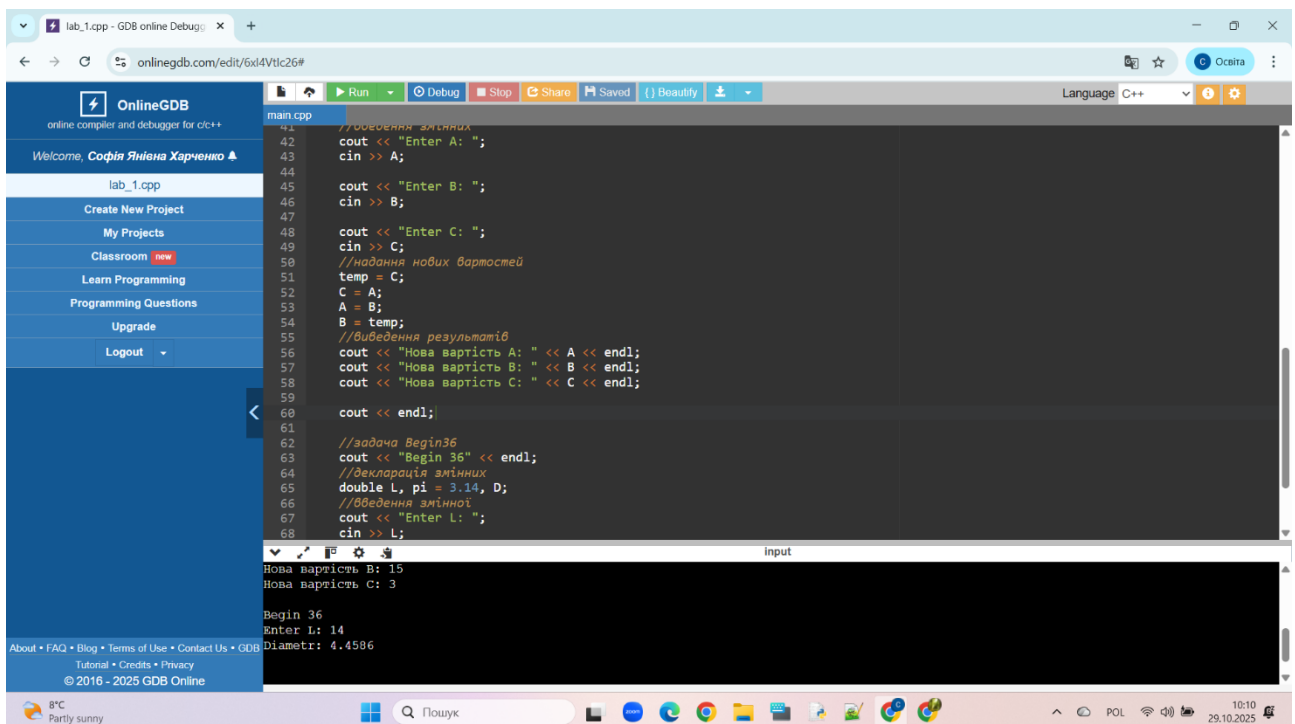 lab_1.cpp - GDB online Debugg
onlinegdb.com/edit/6xl4Vtlc26#
Освіта
OnlineGDB
online compiler and debugger for c/c++
Welcome, Софія Янівна Харченко
lab_1.cpp
Create New Project
My Projects
Classroom new
Learn Programming
Programming Questions
Upgrade
Logout
About • FAQ • Blog • Terms of Use • Contact Us • GDB
Tutorial • Credits • Privacy
© 2016 - 2025 GDB Online
Run Debug Stop Share Saved {} Beautify
Language C++
main.cpp
41 //введення змінних
42 cout << "Enter A: ";
43 cin >> A;
44
45 cout << "Enter B: ";
46 cin >> B;
47
48 cout << "Enter C: ";
49 cin >> C;
50 //надання нових вартостей
51 temp = C;
52 C = A;
53 A = B;
54 B = temp;
55 //виведення результатів
56 cout << "Нова вартість A: " << A << endl;
57 cout << "Нова вартість B: " << B << endl;
58 cout << "Нова вартість C: " << C << endl;
59
60 cout << endl;
61
62 //задача Begin36
63 cout << "Begin 36" << endl;
64 //декларація змінних
65 double L, pi = 3.14, D;
66 //введення змінної
67 cout << "Enter L: ";
68 cin >> L;
input
Нова вартість B: 15
Нова вартість C: 3
Begin 36
Enter L: 14
Diametr: 4.4586
8°C
Partly sunny
Пошук
zoom
POL
10:10
29.10.2025